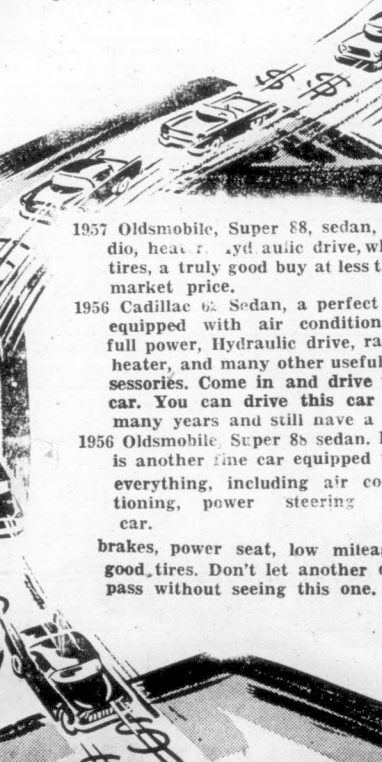 $ $
1957 Oldsmobile, Super 88, sedan,
dio, heater, hydraulic drive, wh
tires, a truly good buy at less t
market price.
1956 Cadillac 62 Sedan, a perfect
equipped with air condition
full power, Hydraulic drive, ra
heater, and many other useful
sessories. Come in and drive
car. You can drive this car
many years and still have a
1956 Oldsmobile Super 88 sedan.
is another fine car equipped
everything, including air co
tioning, power steering
car.
brakes, power seat, low milea
good tires. Don't let another
pass without seeing this one.
$
$